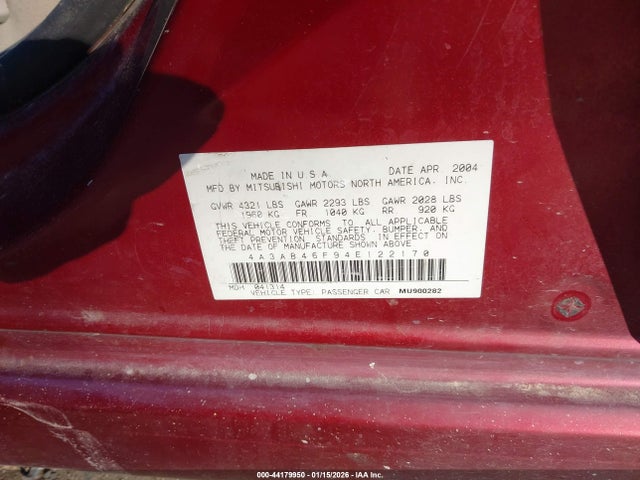 MADE IN U S A DATE APR 2004
MFD BY MITSUBISHI MOTORS NORTH AMERICA, INC.
GVWR 4321 LBS GAWR 2293 LBS GAWR 2028 LBS
1960 KG FR 1040 KG RR 920 KG
THIS VEHICLE CONFORMS TO ALL APPLICABLE
FEDERAL MOTOR VEHICLE SAFETY, BUMPER, AND
THEFT PREVENTION STANDARDS IN EFFECT ON
THE DATE OF MANUFACTURE SHOWN ABOVE
4A3AB46F94E122170
MDH 041314
VEHICLE TYPE: PASSENGER CAR MU900282
000-44179950 | 01/15/2026 - IAA Inc.